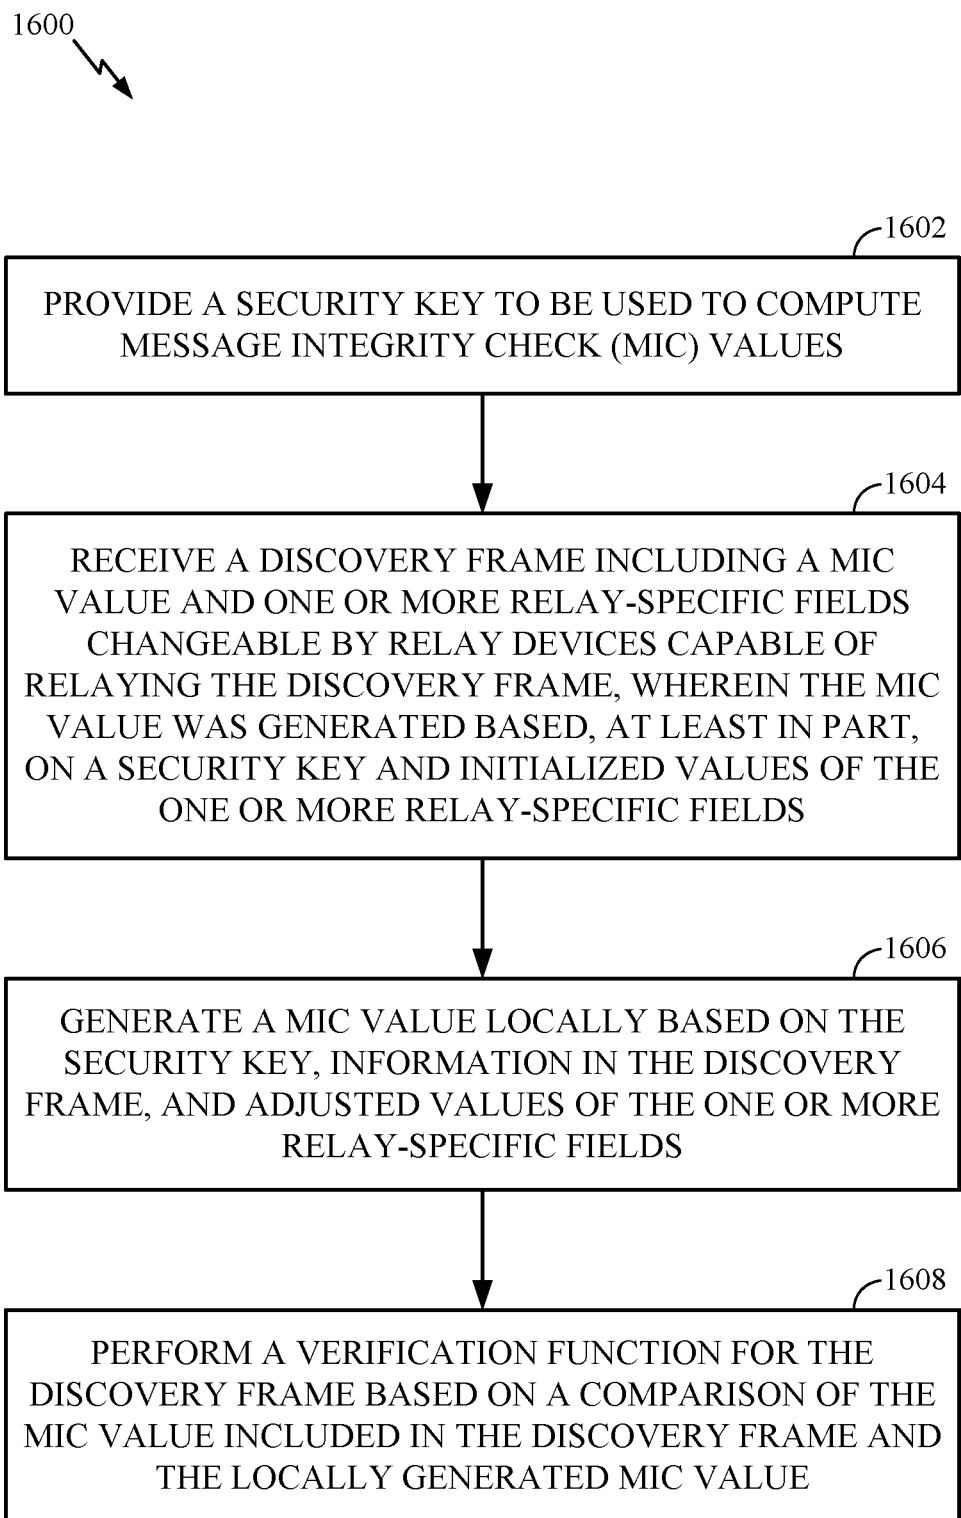 1600
1602
PROVIDE A SECURITY KEY TO BE USED TO COMPUTE
MESSAGE INTEGRITY CHECK (MIC) VALUES
1604
RECEIVE A DISCOVERY FRAME INCLUDING A MIC
VALUE AND ONE OR MORE RELAY-SPECIFIC FIELDS
CHANGEABLE BY RELAY DEVICES CAPABLE OF
RELAYING THE DISCOVERY FRAME, WHEREIN THE MIC
VALUE WAS GENERATED BASED, AT LEAST IN PART,
ON A SECURITY KEY AND INITIALIZED VALUES OF THE
ONE OR MORE RELAY-SPECIFIC FIELDS
1606
GENERATE A MIC VALUE LOCALLY BASED ON THE
SECURITY KEY, INFORMATION IN THE DISCOVERY
FRAME, AND ADJUSTED VALUES OF THE ONE OR MORE
RELAY-SPECIFIC FIELDS
1608
PERFORM A VERIFICATION FUNCTION FOR THE
DISCOVERY FRAME BASED ON A COMPARISON OF THE
MIC VALUE INCLUDED IN THE DISCOVERY FRAME AND
THE LOCALLY GENERATED MIC VALUE